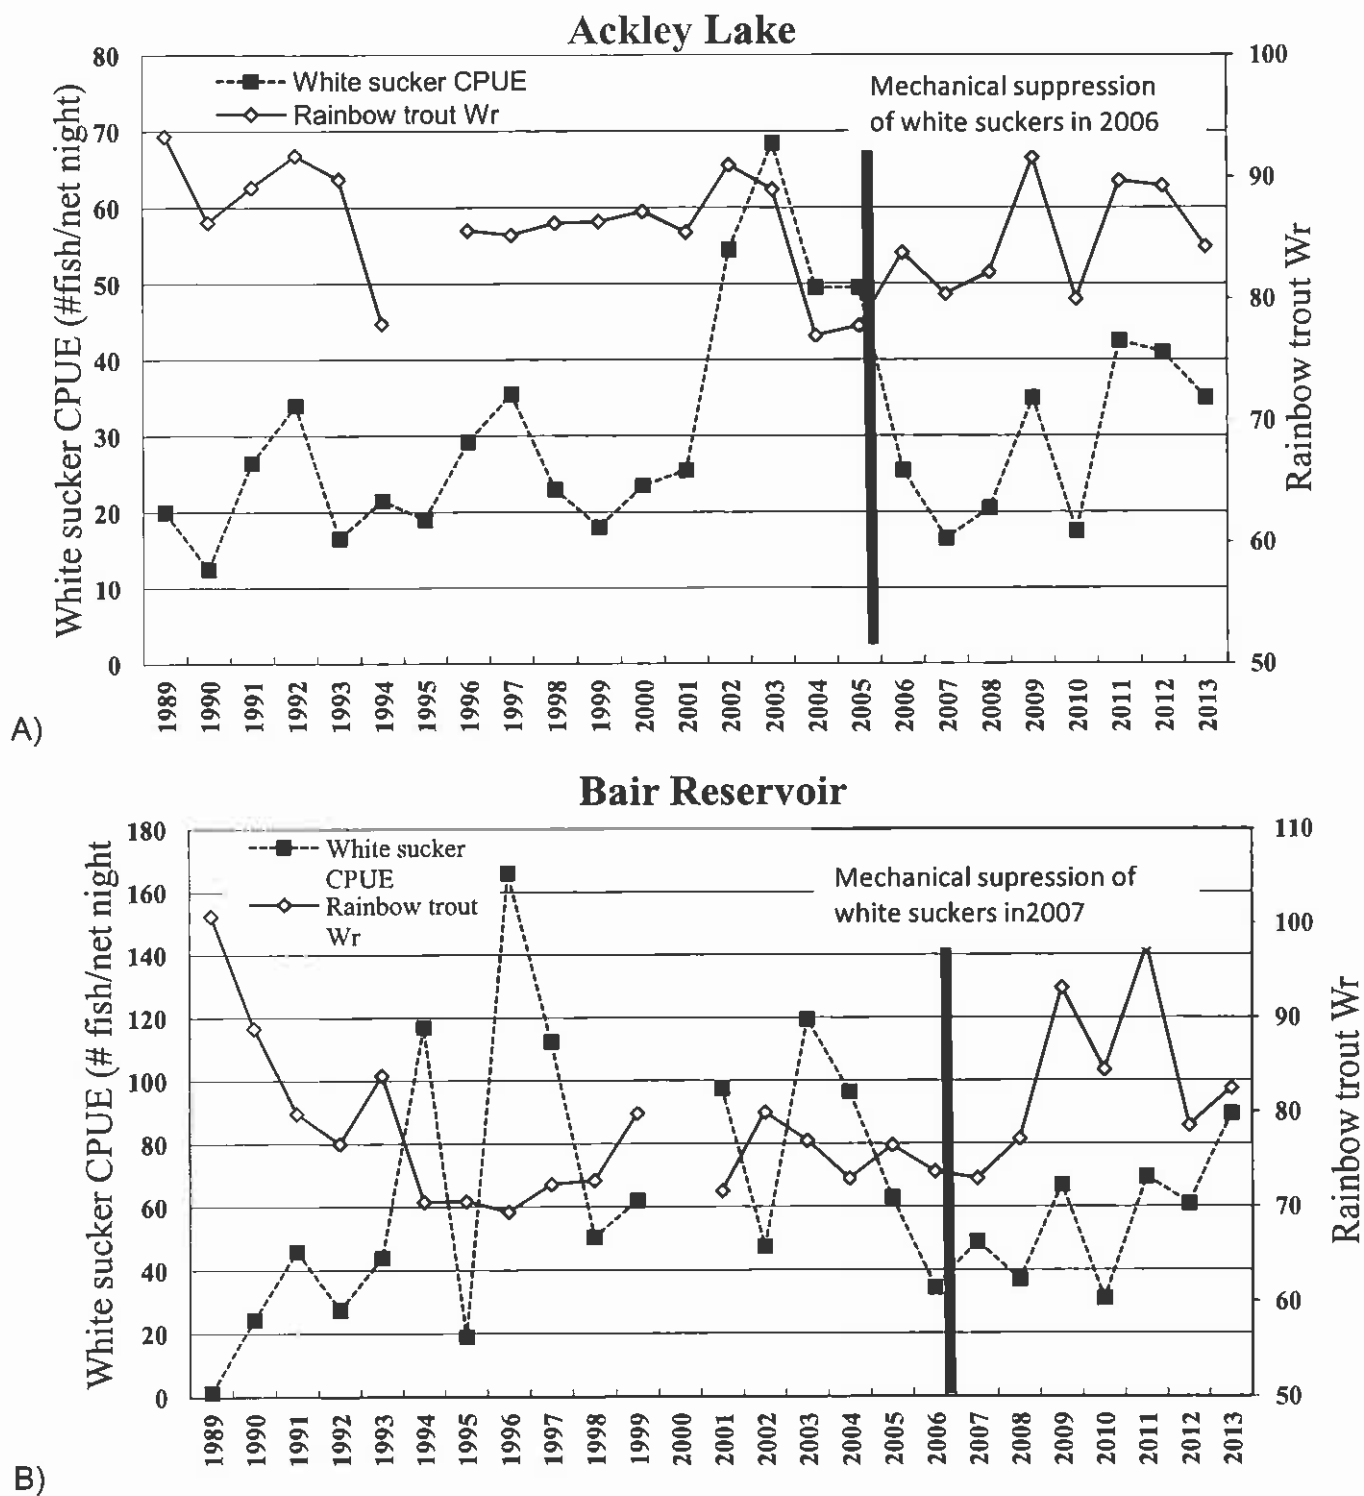 Ackley Lake
White sucker CPUE
Rainbow trout Wr
Mechanical suppression
of white suckers in 2006
White sucker CPUE (#fish/net night)
80
70
60
50
40
30
20
10
0
100
90
80
70
60
50
Rainbow trout Wr
1989 1990 1991 1992 1993 1994 1995 1996 1997 1998 1999 2000 2001 2002 2003 2004 2005 2006 2007 2008 2009 2010 2011 2012 2013
A)
Bair Reservoir
White sucker
CPUE
Rainbow trout
Wr
Mechanical supression of
white suckers in2007
White sucker CPUE (# fish/net night
180
160
140
120
100
80
60
40
20
0
110
100
90
80
70
60
50
Rainbow trout Wr
1989 1990 1991 1992 1993 1994 1995 1996 1997 1998 1999 2000 2001 2002 2003 2004 2005 2006 2007 2008 2009 2010 2011 2012 2013
B)